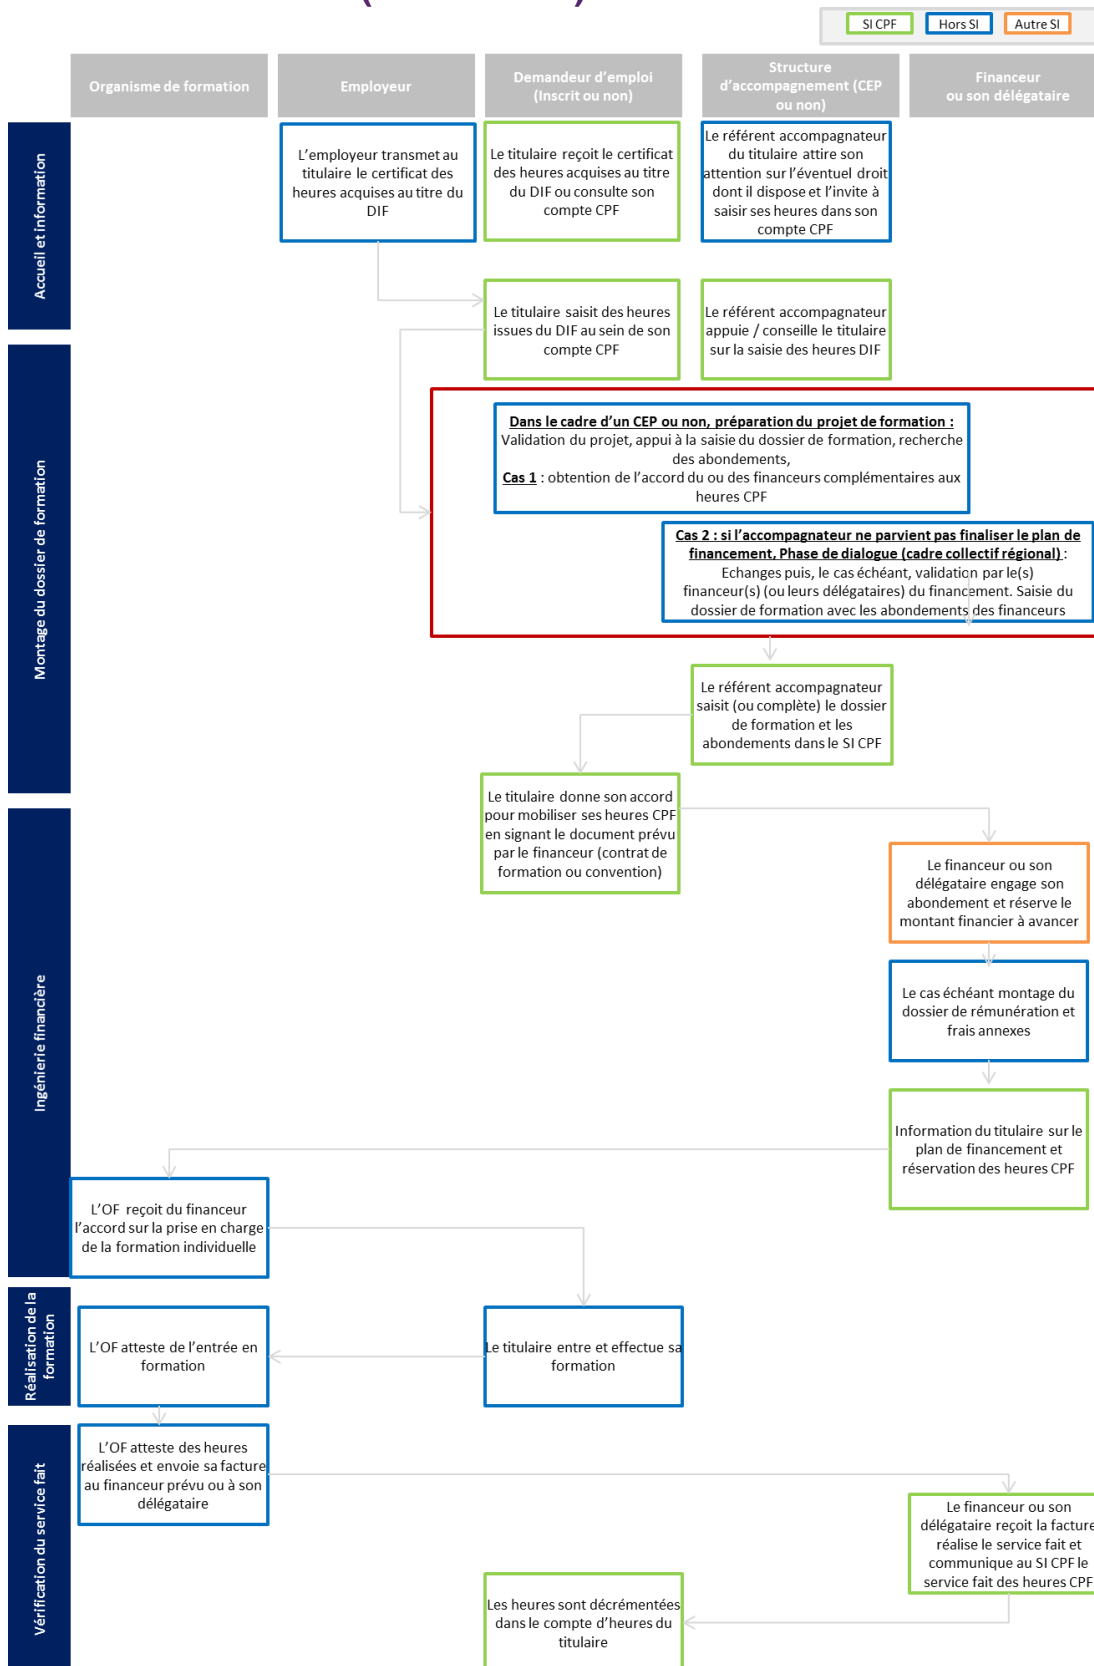 SI CPF
Hors SI
Autre SI
Organisme de formation
Employeur
Demandeur d'emploi
(Inscrit ou non)
Structure
d'accompagnement (CEP
ou non)
Financeur
ou son délégataire
Accueil et information
L'employeur transmet au
titulaire le certificat des
heures acquises au titre du
DIF
Le titulaire reçoit le certificat
des heures acquises au titre
du DIF ou consulte son
compte CPF
Le référent accompagnateur
du titulaire attire son
attention sur l'éventuel droit
dont il dispose et l'invite à
saisir ses heures dans son
compte CPF
Le titulaire saisit des heures
issues du DIF au sein de son
compte CPF
Le référent accompagnateur
appuie / conseille le titulaire
sur la saisie des heures DIF
Montage du dossier de formation
Dans le cadre d'un CEP ou non, préparation du projet de formation :
Validation du projet, appui à la saisie du dossier de formation, recherche
des abondements,
Cas 1 : obtention de l'accord du ou des financeurs complémentaires aux
heures CPF
Cas 2 : si l'accompagnateur ne parvient pas finaliser le plan de
financement, Phase de dialogue (cadre collectif régional) :
Echanges puis, le cas échéant, validation par le(s)
financeur(s) (ou leurs délégataires) du financement. Saisie du
dossier de formation avec les abondements des financeurs
Le référent accompagnateur
saisit (ou complète) le dossier
de formation et les
abondements dans le SI CPF
Le titulaire donne son accord
pour mobiliser ses heures CPF
en signant le document prévu
par le financeur (contrat de
formation ou convention)
Ingénierie financière
Le financeur ou son
délégataire engage son
abondement et réserve le
montant financier à avancer
Le cas échéant montage du
dossier de rémunération et
frais annexes
Information du titulaire sur le
plan de financement et
réservation des heures CPF
L'OF reçoit du financeur
l'accord sur la prise en charge
de la formation individuelle
Réalisation de la
formation
L'OF atteste de l'entrée en
formation
Le titulaire entre et effectue sa
formation
Vérification du service fait
L'OF atteste des heures
réalisées et envoie sa facture
au financeur prévu ou à son
délégataire
Le financeur ou son
délégataire reçoit la facture
réalise le service fait et
communique au SI CPF le
service fait des heures CPF
Les heures sont décrémentées
dans le compte d'heures du
titulaire